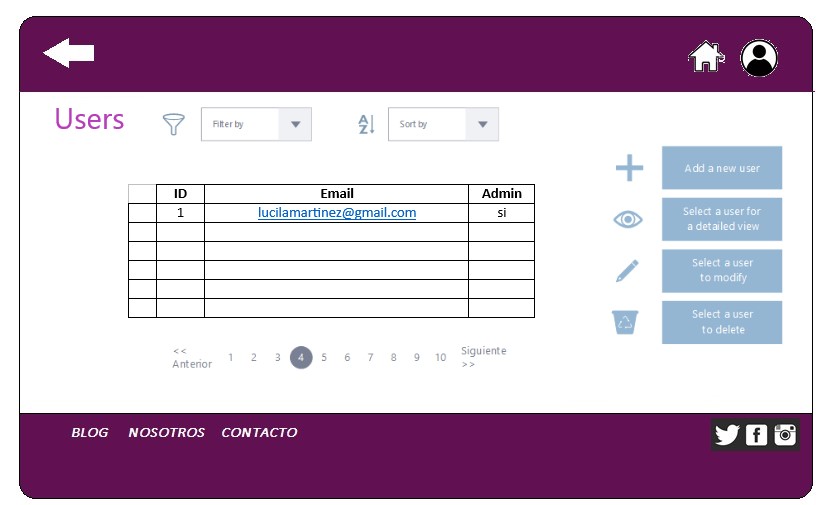 Users
Filter by
A
Z
Sort by
Add a new user
ID Email Admin
1 lucilamartinez@gmail.com si
Select a user for
a detailed view
Select a user
to modify
Select a user
to delete
<<
Anterior
1 2 3 4 5 6 7 8 9 10
Siguiente
>>
BLOG NOSOTROS CONTACTO